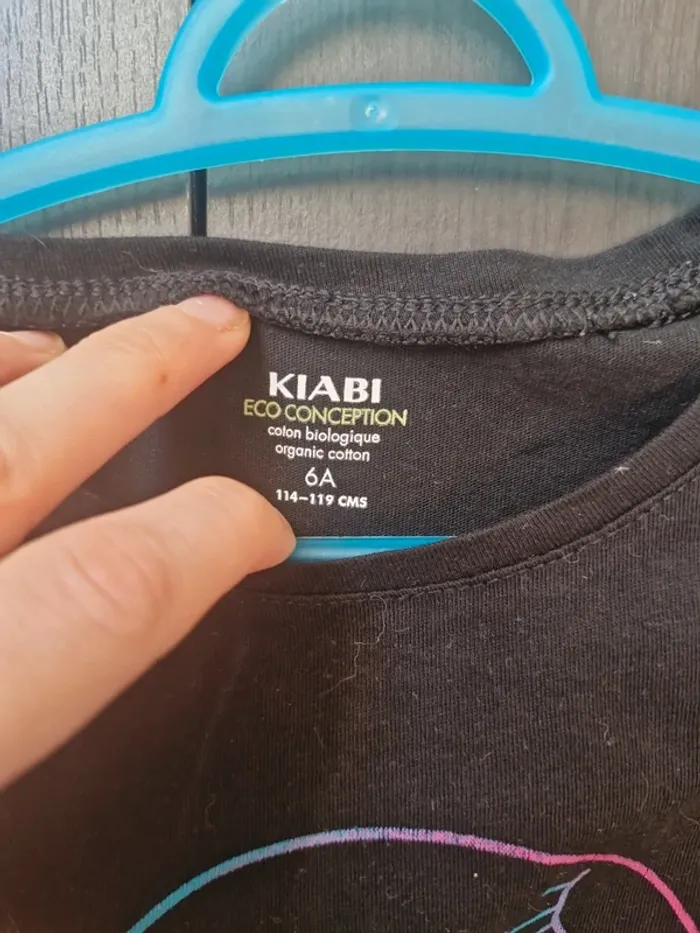 KIABI
ECO CONCEPTION
coton biologique
organic cotton
6A
114–119 CMS